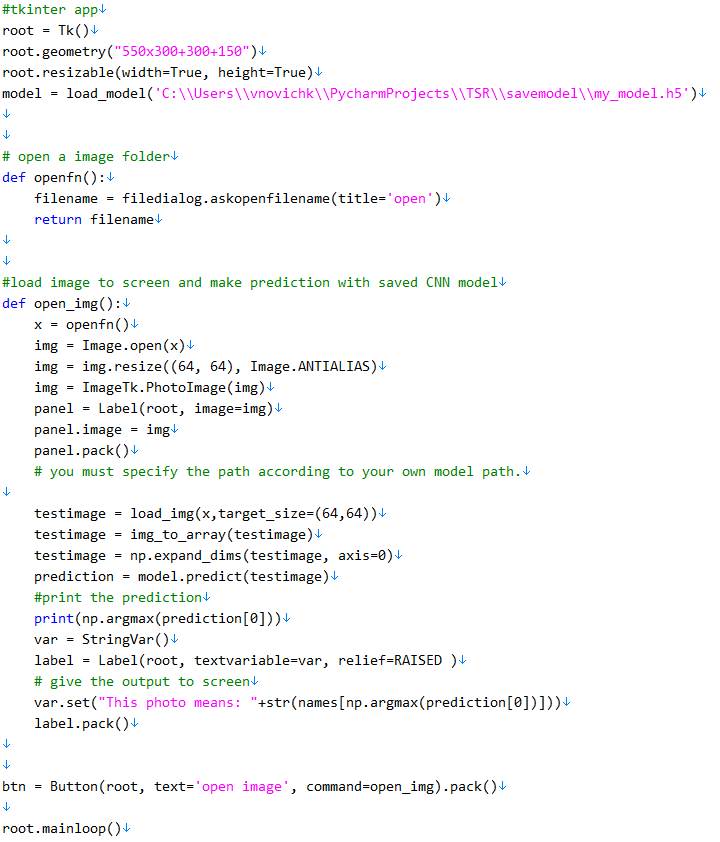 #tkinter app↓
root = Tk()↓
root.geometry("550x300+300+150")↓
root.resizable(width=True, height=True)↓
model = load_model('C:\\Users\\vnovichk\\PycharmProjects\\TSR\\savemodel\\my_model.h5')↓
↓
↓
# open a image folder↓
def openfn():↓
    filename = filedialog.askopenfilename(title='open')↓
    return filename↓
↓
↓
#load image to screen and make prediction with saved CNN model↓
def open_img():↓
    x = openfn()↓
    img = Image.open(x)↓
    img = img.resize((64, 64), Image.ANTIALIAS)↓
    img = ImageTk.PhotoImage(img)↓
    panel = Label(root, image=img)↓
    panel.image = img↓
    panel.pack()↓
    # you must specify the path according to your own model path.↓
↓
    testimage = load_img(x,target_size=(64,64))↓
    testimage = img_to_array(testimage)↓
    testimage = np.expand_dims(testimage, axis=0)↓
    prediction = model.predict(testimage)↓
    #print the prediction↓
    print(np.argmax(prediction[0]))↓
    var = StringVar()↓
    label = Label(root, textvariable=var, relief=RAISED )↓
    # give the output to screen↓
    var.set("This photo means: "+str(names[np.argmax(prediction[0])]))↓
    label.pack()↓
↓
↓
btn = Button(root, text='open image', command=open_img).pack()↓
↓
root.mainloop()↓